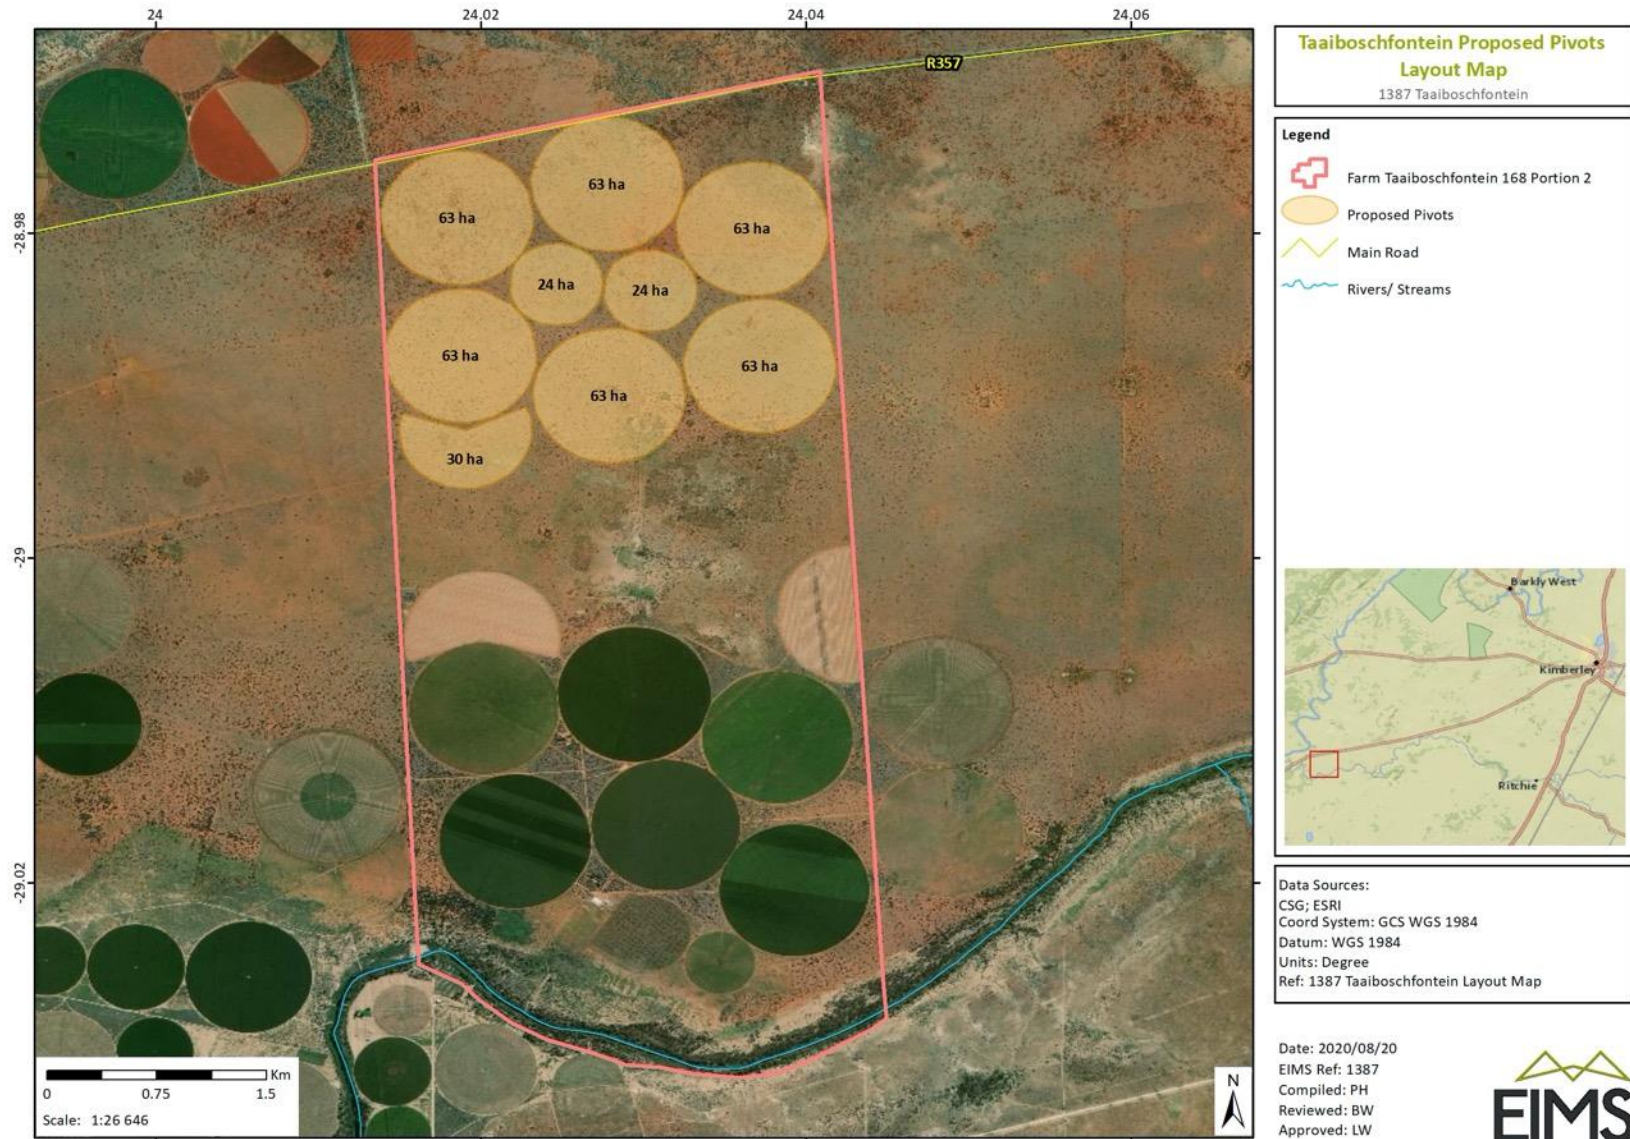 24
24.02
24.04
24.06
-28.98
-29
-29.02
R357
63 ha
63 ha
63 ha
24 ha
24 ha
63 ha
63 ha
63 ha
30 ha
Km
0
0.75
1.5
Scale: 1:26 646
N
Taaiboschfontein Proposed Pivots
Layout Map
1387 Taaiboschfontein
Legend
Farm Taaiboschfontein 168 Portion 2
Proposed Pivots
Main Road
Rivers/ Streams
Barkly West
Kimberley
Ritchie
Data Sources:
CSG; ESRI
Coord System: GCS WGS 1984
Datum: WGS 1984
Units: Degree
Ref: 1387 Taaiboschfontein Layout Map
Date: 2020/08/20
EIMS Ref: 1387
Compiled: PH
Reviewed: BW
Approved: LW
EIMS